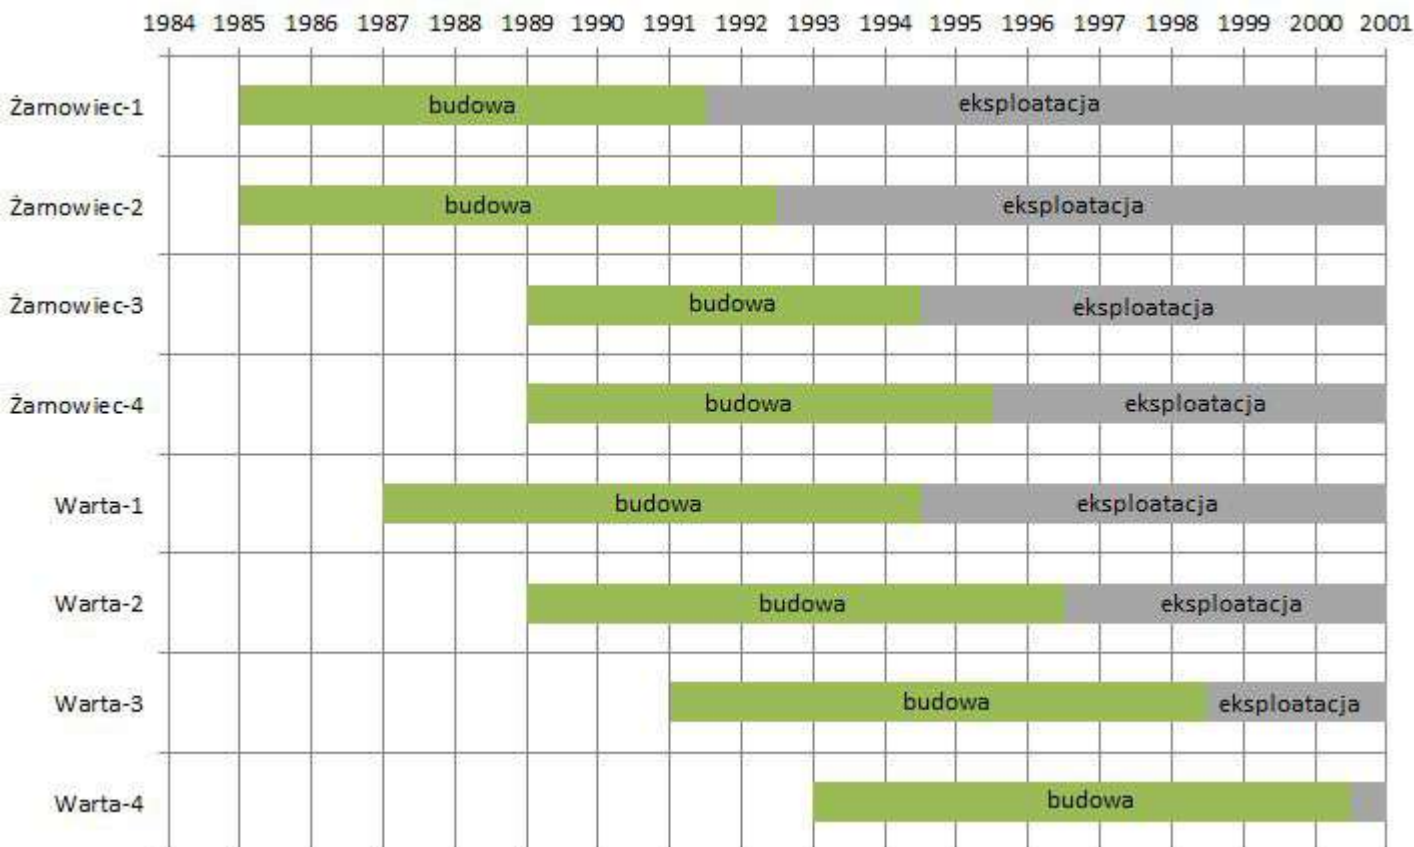 1984 1985 1986 1987 1988 1989 1990 1991 1992 1993 1994 1995 1996 1997 1998 1999 2000 2001
Żarnowiec-1 budowa eksploatacja
Żarnowiec-2 budowa eksploatacja
Żarnowiec-3 budowa eksploatacja
Żarnowiec-4 budowa eksploatacja
Warta-1 budowa eksploatacja
Warta-2 budowa eksploatacja
Warta-3 budowa eksploatacja
Warta-4 budowa